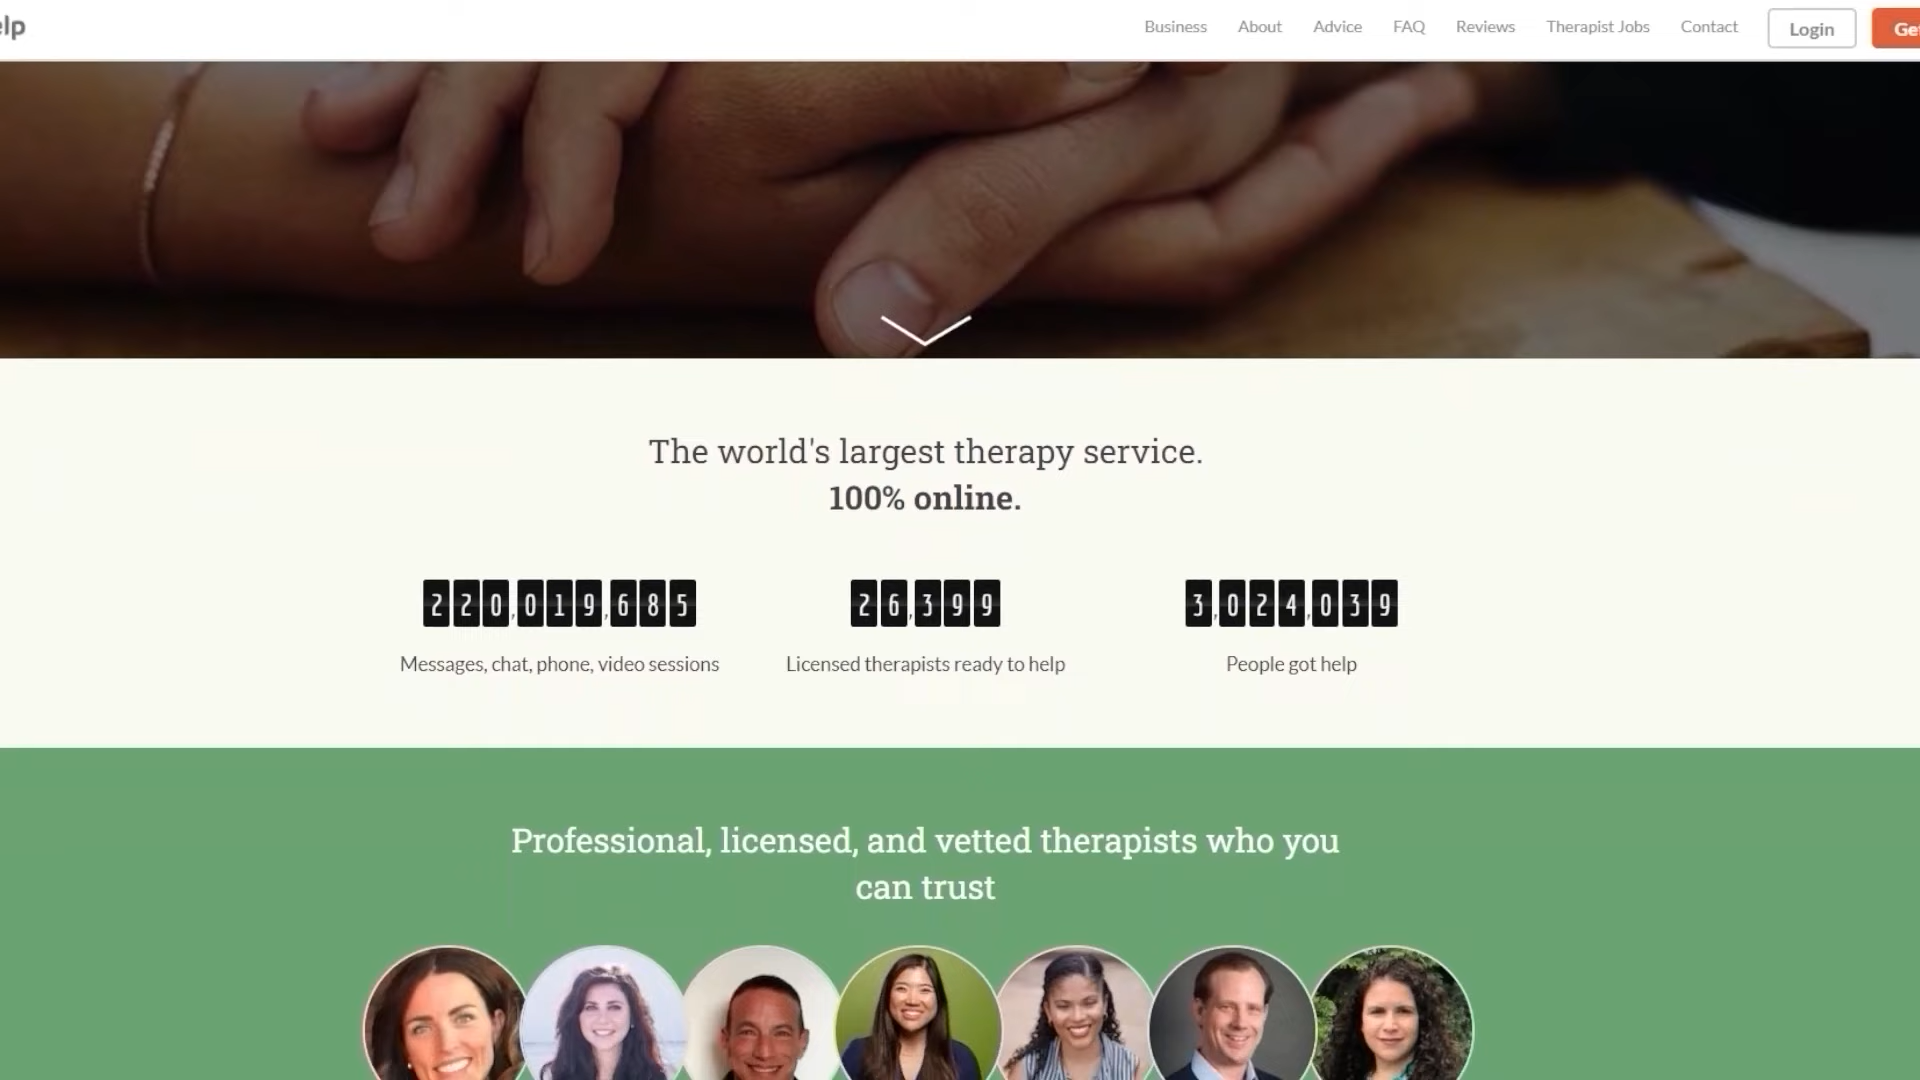 elp
Business About Advice FAQ Reviews Therapist Jobs Contact Login Get
The world's largest therapy service.
100% online.
220,019,685 26,399 3,024,039
Messages, chat, phone, video sessions Licensed therapists ready to help People got help
Professional, licensed, and vetted therapists who you
can trust